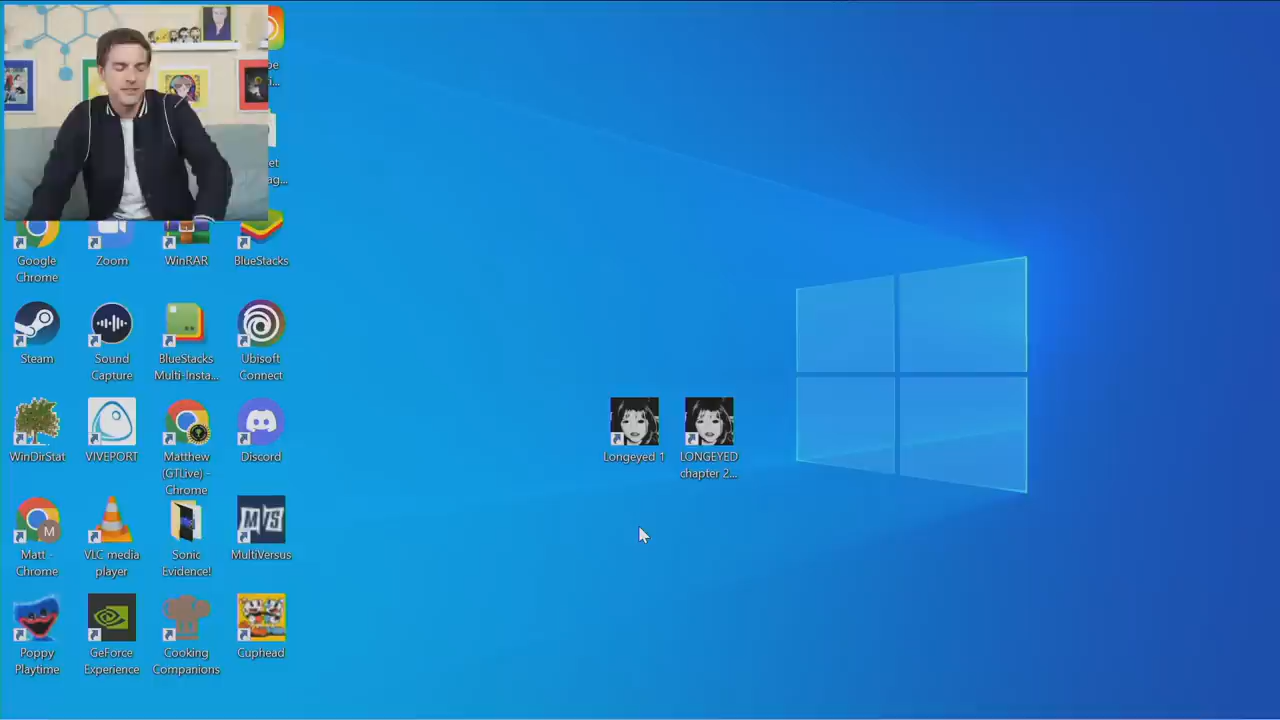 Google
Chrome
Zoom
WinRAR
BlueStacks
Steam
Sound
Capture
BlueStacks
Multi-Insta...
Ubisoft
Connect
WinDirStat
VIVEPORT
Matthew
(GTLive) -
Chrome
Discord
Longeyed 1
LONGEYED
chapter 2...
M
Matt -
Chrome
VLC media
player
Sonic
Evidence!
M/S
MultiVersus
Poppy
Playtime
GeForce
Experience
Cooking
Companions
Cuphead